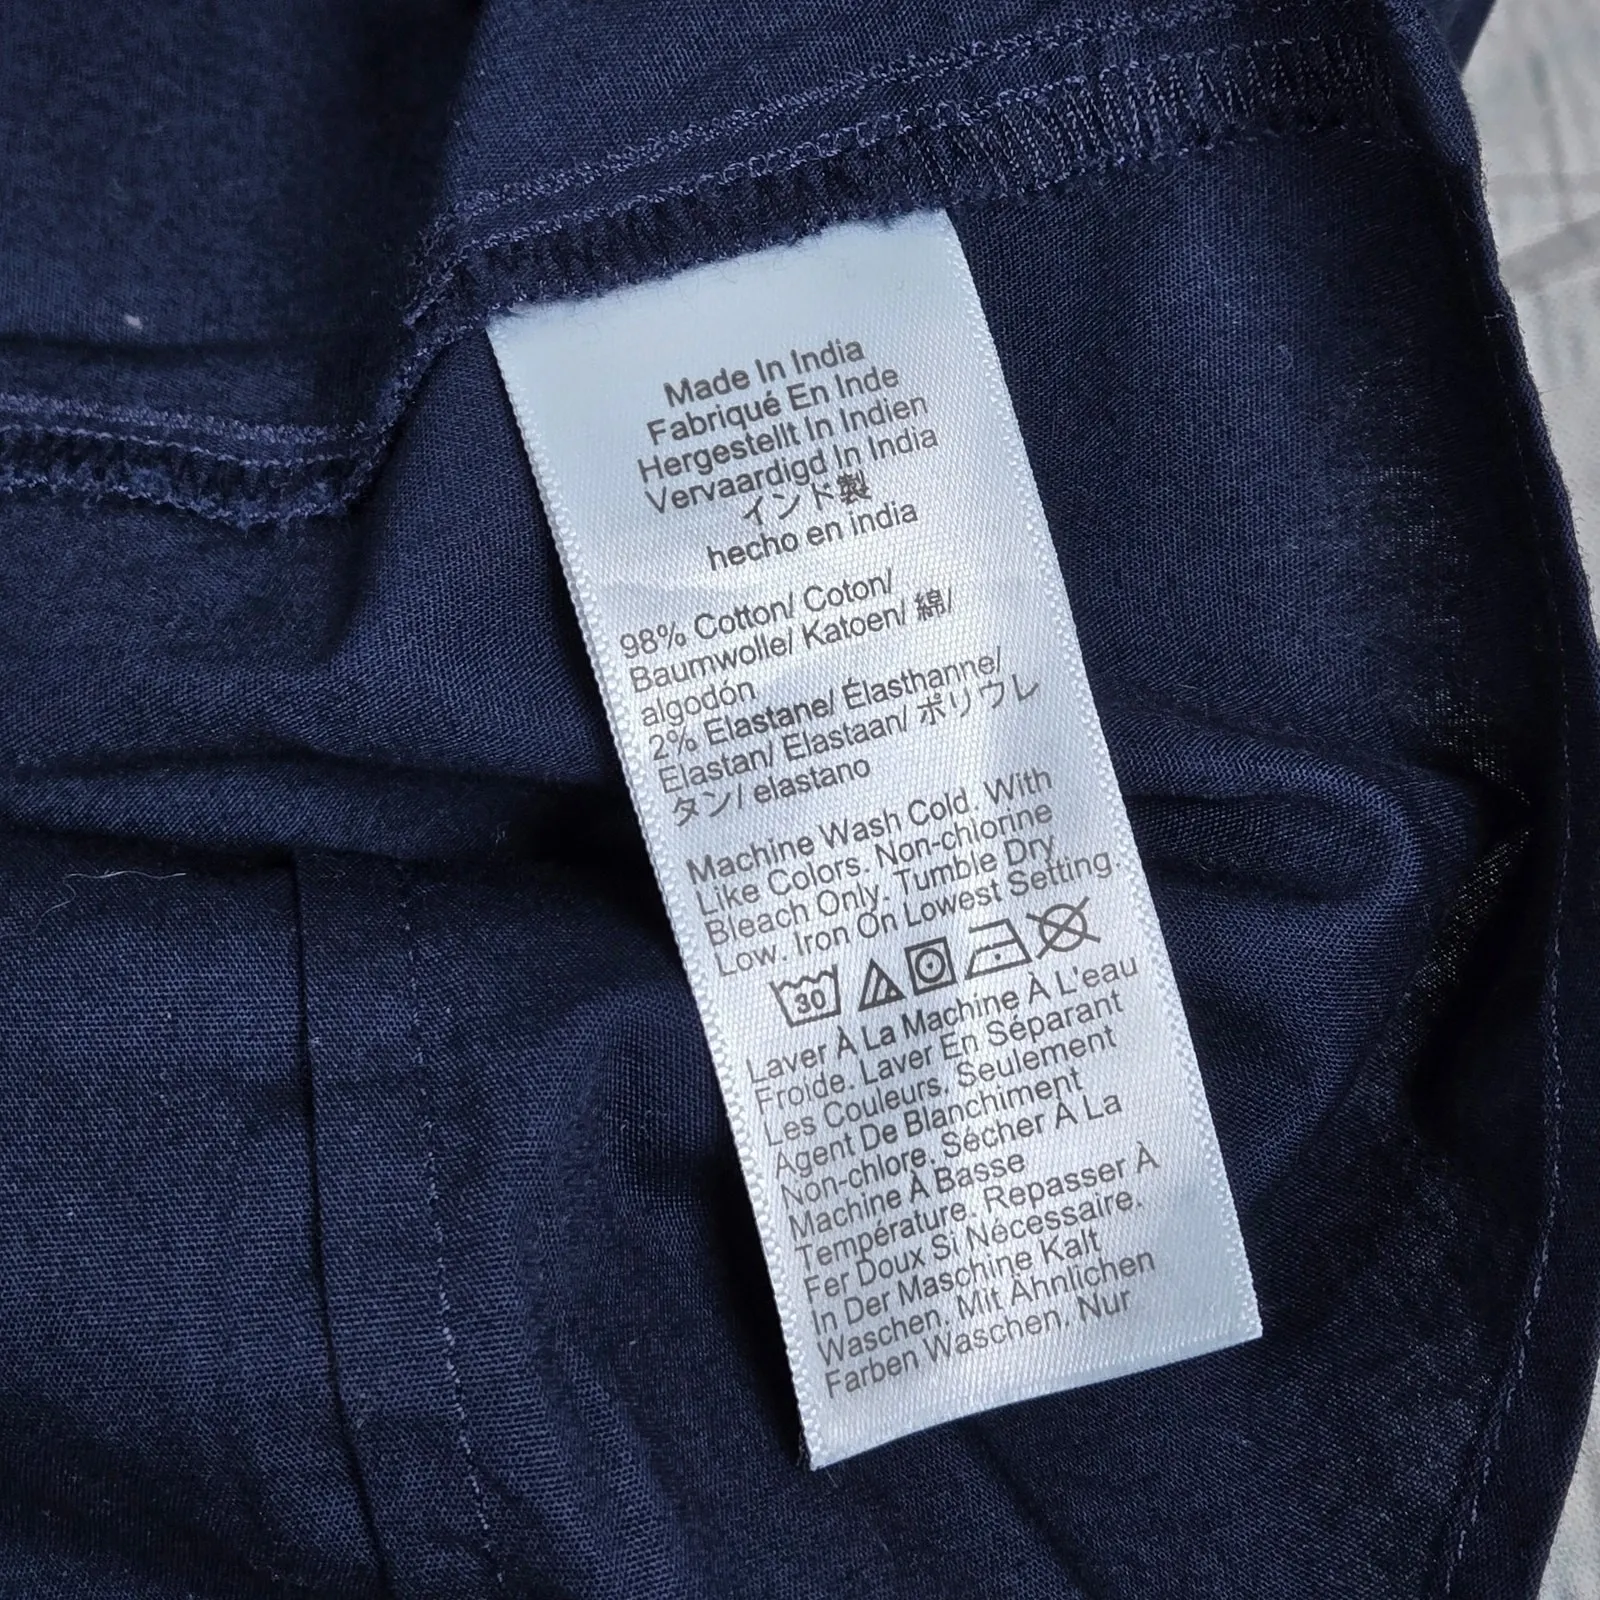 Made In India
Fabriqué En Inde
Hergestellt In Indien
Vervaardigd In India
インド製
hecho en india
98% Cotton/ Coton/
Baumwolle/ Katoen/ 綿/
algodón
2% Elastane/ Élasthanne/
Elastan/ Elastaan/ ポリウレ
タン/ elastano
Machine Wash Cold. With
Like Colors. Non-chlorine
Bleach Only. Tumble Dry
Low. Iron On Lowest Setting.
30
Laver À La Machine À L'eau
Froide. Laver En Séparant
Les Couleurs. Seulement
Agent De Blanchiment
Non-chlore. Sécher À La
Machine À Basse
Température. Repasser À
Fer Doux Si Nécessaire.
In Der Maschine Kalt
Waschen. Mit Ähnlichen
Farben Waschen. Nur